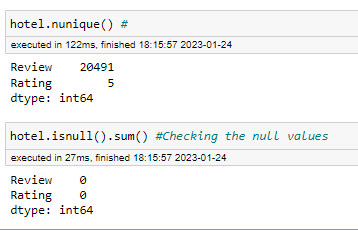 hotel.nunique() #
executed in 122ms, finished 18:15:57 2023-01-24
Review    20491
Rating        5
dtype: int64
hotel.isnull().sum() #Checking the null values
executed in 27ms, finished 18:15:57 2023-01-24
Review    0
Rating    0
dtype: int64